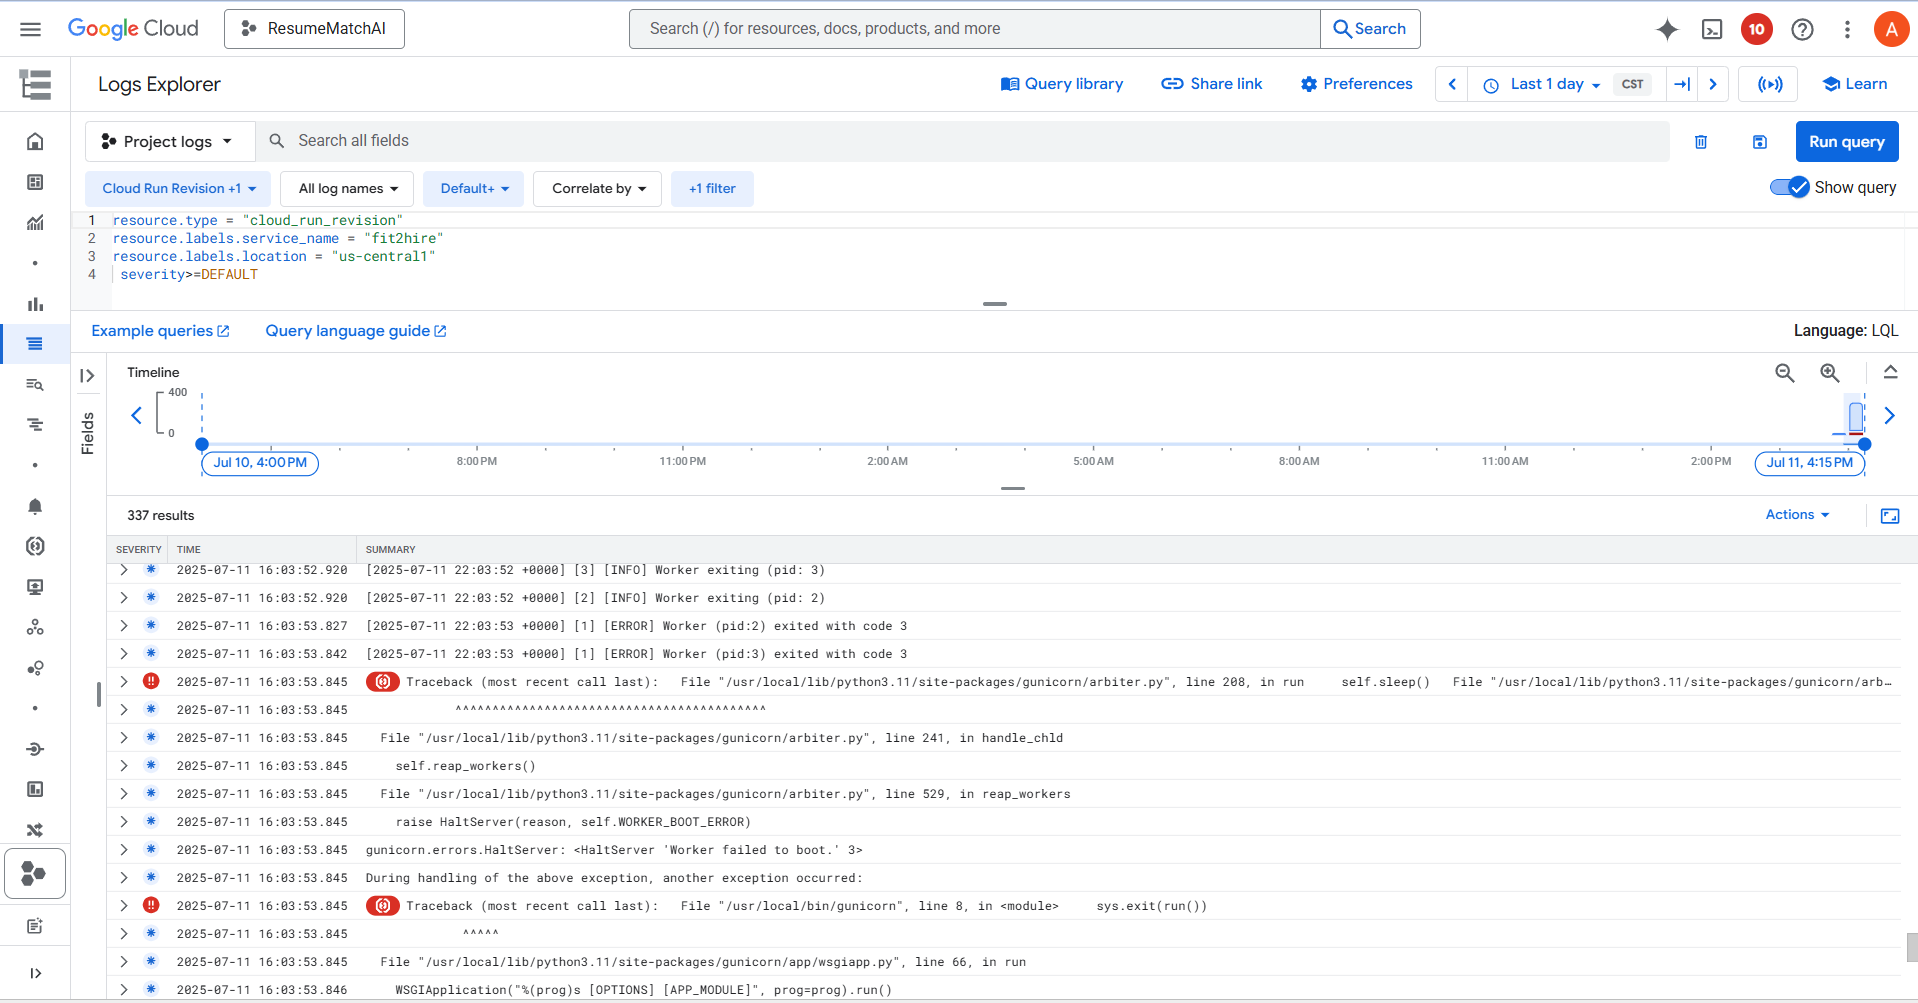 Google Cloud
ResumeMatchAI
Search (/) for resources, docs, products, and more
Search
10
A
Logs Explorer
Query library
Share link
Preferences
Last 1 day
CST
Learn
Project logs
Search all fields
Run query
Cloud Run Revision +1
All log names
Default+
Correlate by
+1 filter
Show query
1 resource.type = "cloud_run_revision"
2 resource.labels.service_name = "fit2hire"
3 resource.labels.location = "us-central1"
4 severity>=DEFAULT
Example queries
Query language guide
Language: LQL
Fields
Timeline
400
0
Jul 10, 4:00 PM
8:00 PM
11:00 PM
2:00 AM
5:00 AM
8:00 AM
11:00 AM
2:00 PM
Jul 11, 4:15 PM
337 results
Actions
SEVERITY TIME SUMMARY
2025-07-11 16:03:52.920 [2025-07-11 22:03:52 +0000] [3] [INFO] Worker exiting (pid: 3)
2025-07-11 16:03:52.920 [2025-07-11 22:03:52 +0000] [2] [INFO] Worker exiting (pid: 2)
2025-07-11 16:03:53.827 [2025-07-11 22:03:53 +0000] [1] [ERROR] Worker (pid:2) exited with code 3
2025-07-11 16:03:53.842 [2025-07-11 22:03:53 +0000] [1] [ERROR] Worker (pid:3) exited with code 3
!! 2025-07-11 16:03:53.845 Traceback (most recent call last): File "/usr/local/lib/python3.11/site-packages/gunicorn/arbiter.py", line 208, in run self.sleep() File "/usr/local/lib/python3.11/site-packages/gunicorn/arb…
2025-07-11 16:03:53.845 ^^^^^^^^^^^^^^^^^^^^^^^^^^^^^^^^^^^^^^^^^^
2025-07-11 16:03:53.845 File "/usr/local/lib/python3.11/site-packages/gunicorn/arbiter.py", line 241, in handle_chld
2025-07-11 16:03:53.845 self.reap_workers()
2025-07-11 16:03:53.845 File "/usr/local/lib/python3.11/site-packages/gunicorn/arbiter.py", line 529, in reap_workers
2025-07-11 16:03:53.845 raise HaltServer(reason, self.WORKER_BOOT_ERROR)
2025-07-11 16:03:53.845 gunicorn.errors.HaltServer: <HaltServer 'Worker failed to boot.' 3>
2025-07-11 16:03:53.845 During handling of the above exception, another exception occurred:
!! 2025-07-11 16:03:53.845 Traceback (most recent call last): File "/usr/local/bin/gunicorn", line 8, in <module> sys.exit(run())
2025-07-11 16:03:53.845 ^^^^^
2025-07-11 16:03:53.845 File "/usr/local/lib/python3.11/site-packages/gunicorn/app/wsgiapp.py", line 66, in run
2025-07-11 16:03:53.846 WSGIApplication("%(prog)s [OPTIONS] [APP_MODULE]", prog=prog).run()